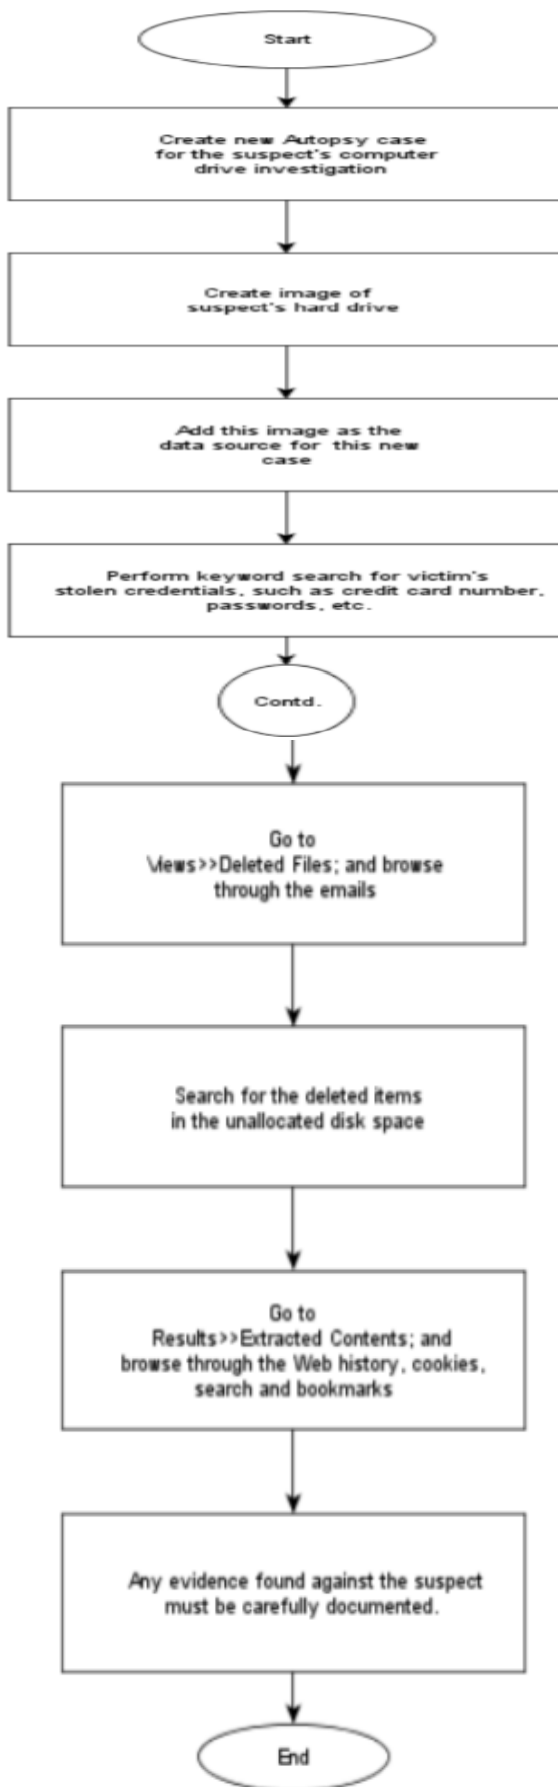 Start
Create new Autopsy case
for the suspect's computer
drive investigation
Create image of
suspect's hard drive
Add this image as the
data source for this new
case
Perform keyword search for victim's
stolen credentials, such as credit card number,
passwords, etc.
Contd.
Go to
Views>>Deleted Files; and browse
through the emails
Search for the deleted items
in the unallocated disk space
Go to
Results>>Extracted Contents; and
browse through the Web history, cookies,
search and bookmarks
Any evidence found against the suspect
must be carefully documented.
End